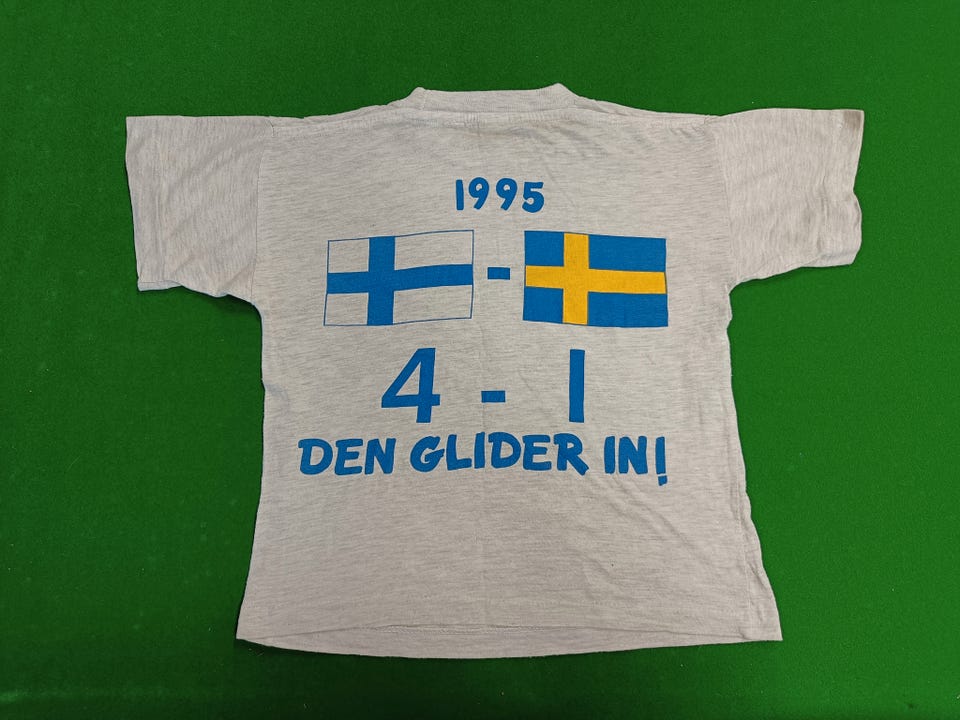 1995
-
4 - 1
DEN GLIDER IN!